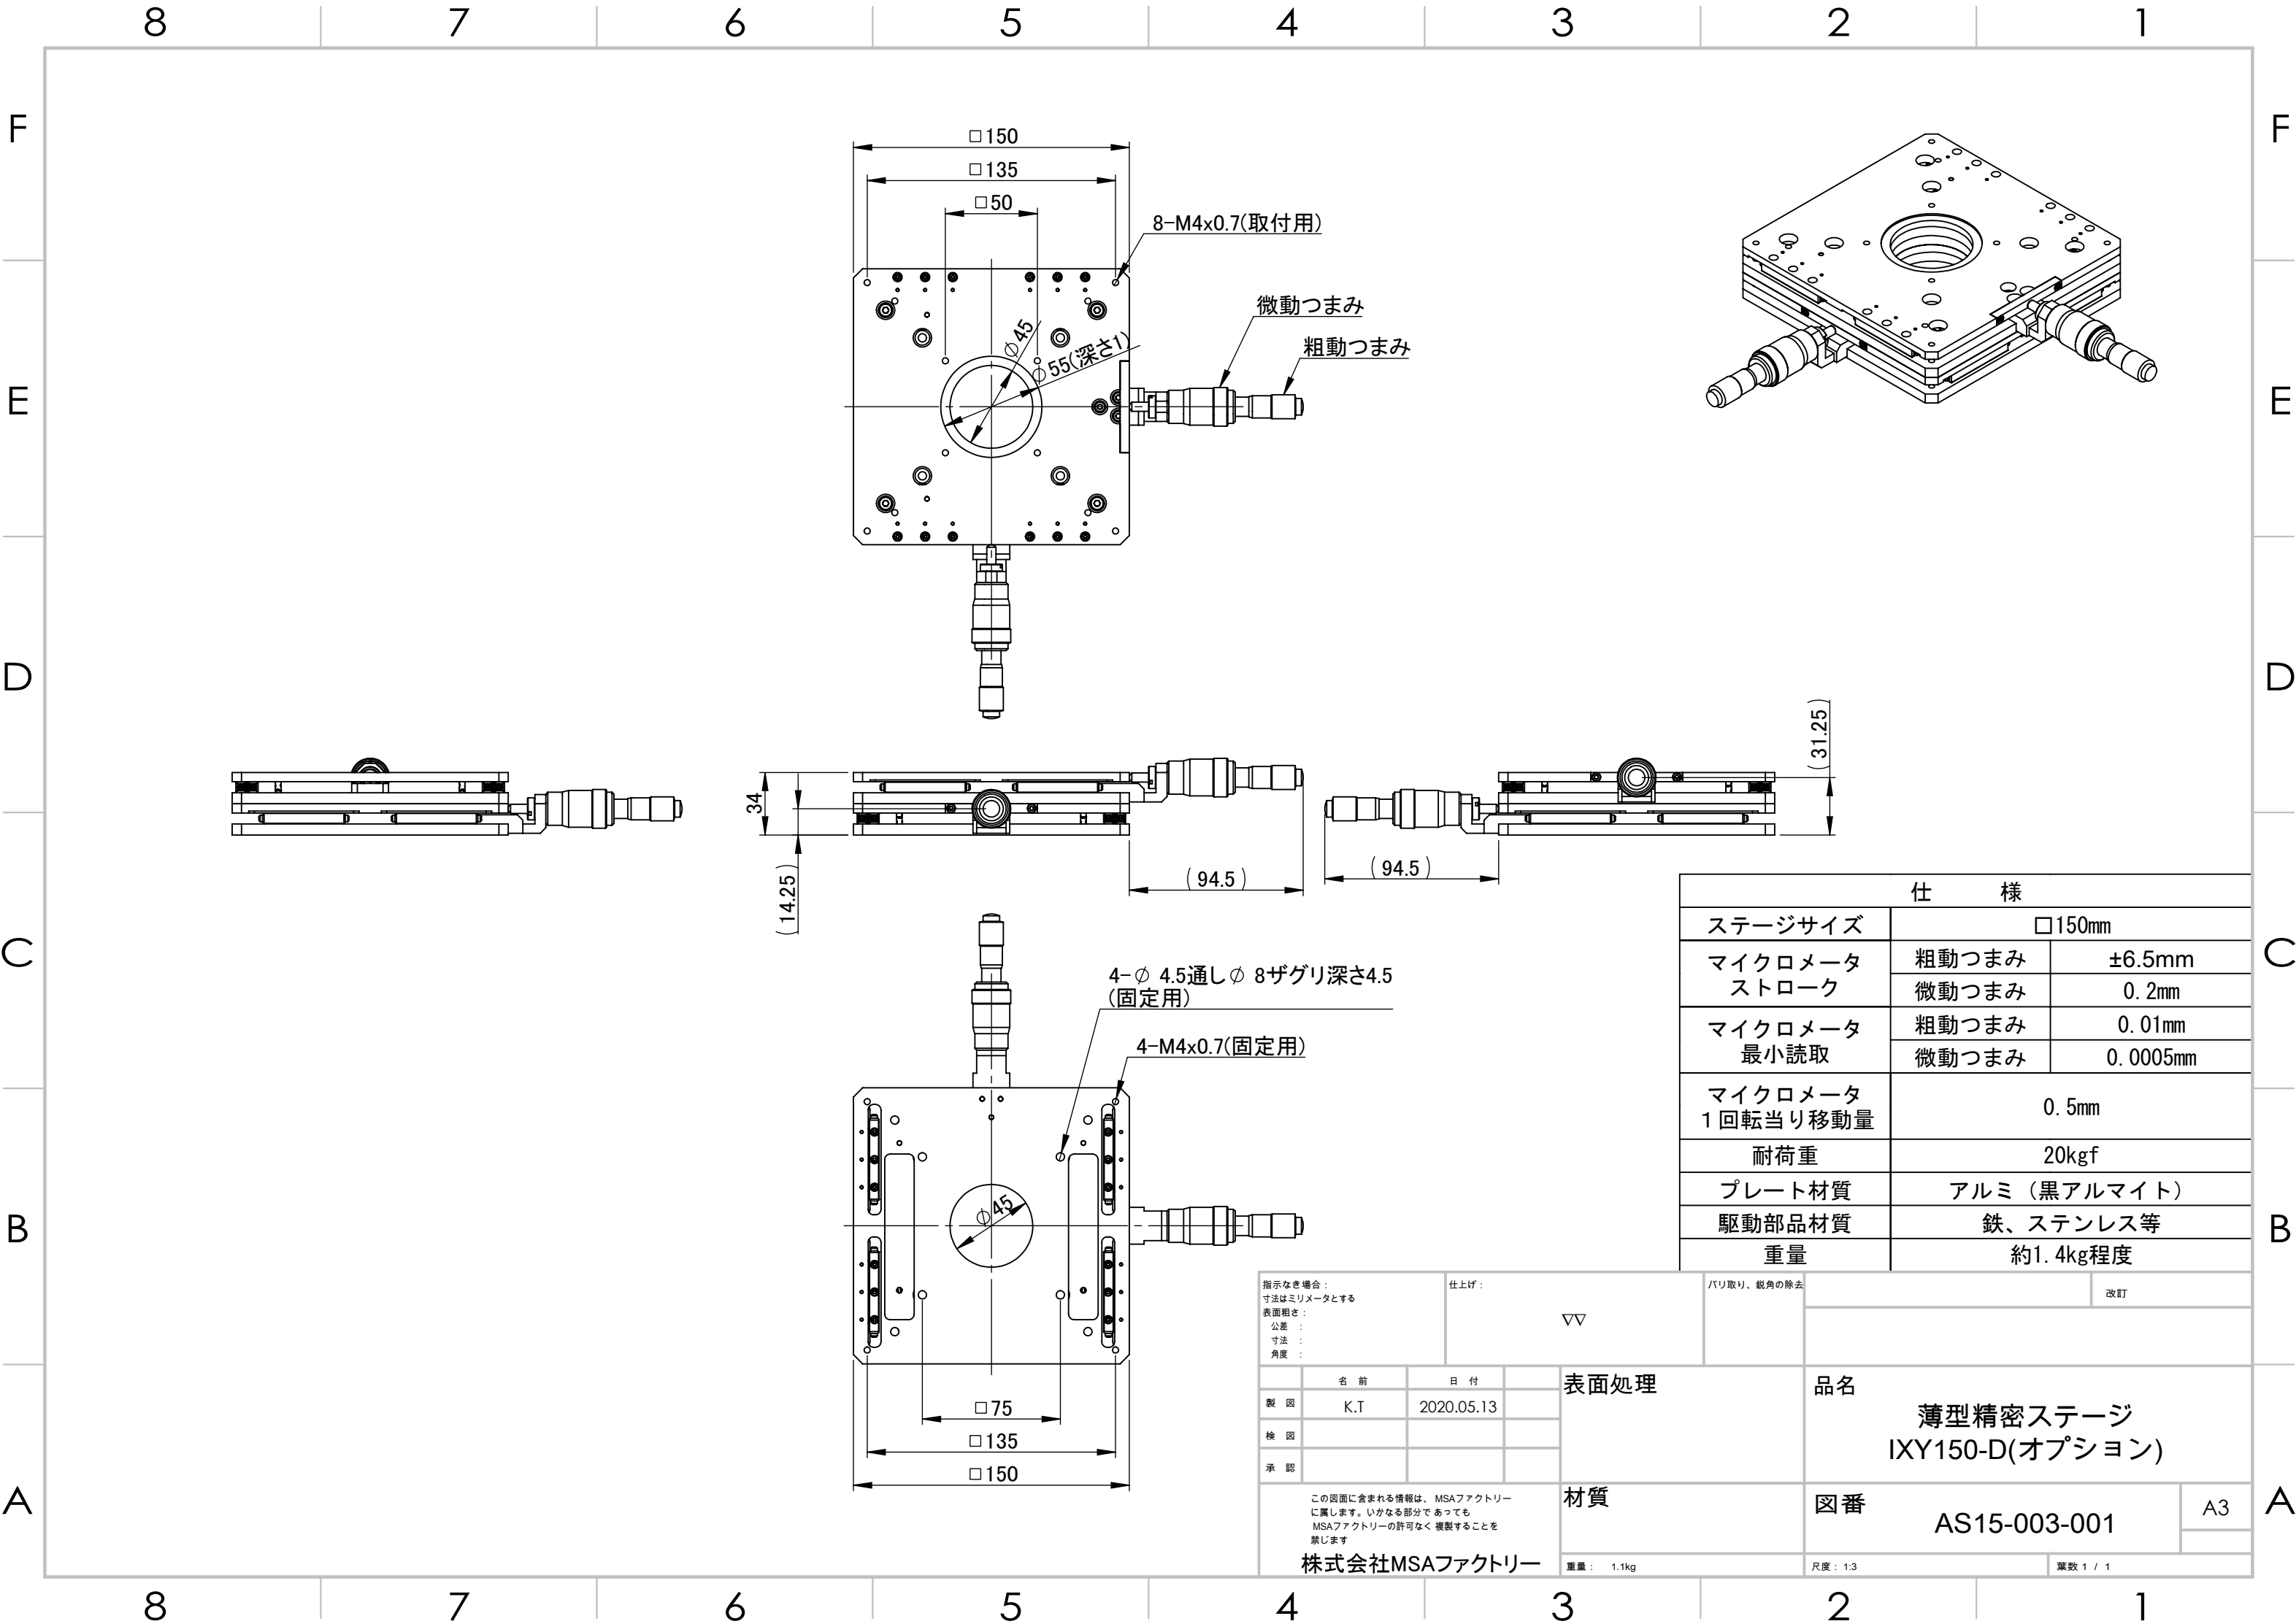 8 7 6 5 4 3 2 1
F F
E E
D D
C C
B B
A A
□150
□135
□50
8-M4x0.7(取付用)
微動つまみ
粗動つまみ
∅45
∅55(深さ1)
34
(14.25)
(94.5)
(94.5)
(31.25)
4-∅ 4.5通し∅ 8ザグリ深さ4.5
(固定用)
4-M4x0.7(固定用)
∅45
□75
□135
□150
仕 様
ステージサイズ □150mm
マイクロメータ
ストローク
粗動つまみ ±6.5mm
微動つまみ 0.2mm
マイクロメータ
最小読取
粗動つまみ 0.01mm
微動つまみ 0.0005mm
マイクロメータ
1回転当り移動量
0.5mm
耐荷重 20kgf
プレート材質 アルミ（黒アルマイト）
駆動部品材質 鉄、ステンレス等
重量 約1.4kg程度
指示なき場合：
寸法はミリメータとする
表面粗さ：
公差 ：
寸法 ：
角度 ：
仕上げ：
▽▽
バリ取り、鋭角の除去
改訂
名 前 日 付
製 図 K.T 2020.05.13
検 図
承 認
表面処理
品名
薄型精密ステージ
IXY150-D(オプション)
この図面に含まれる情報は、MSAファクトリー
に属します。いかなる部分で あっても
MSAファクトリーの許可なく 複製することを
禁じます
株式会社MSAファクトリー
材質
重量： 1.1kg
図番
AS15-003-001
A3
尺度：1:3
葉数 1 / 1
8 7 6 5 4 3 2 1